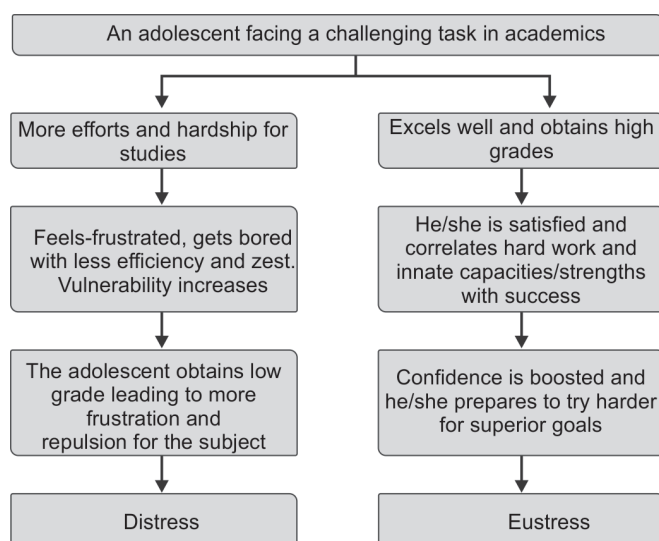 An adolescent facing a challenging task in academics
More efforts and hardship for
studies
Feels-frustrated, gets bored
with less efficiency and zest.
Vulnerability increases
The adolescent obtains low
grade leading to more
frustration and
repulsion for the subject
Distress
Excels well and obtains high
grades
He/she is satisfied and
correlates hard work and
innate capacities/strengths
with success
Confidence is boosted and
he/she prepares to try harder
for superior goals
Eustress